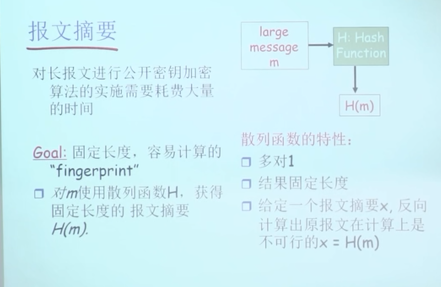 报文摘要
对长报文进行公开密钥加密
算法的实施需要耗费大量
的时间
Goal: 固定长度，容易计算的
“fingerprint”
对m使用散列函数H，获得
固定长度的 报文摘要
H(m).
large
message
m
H: Hash
Function
H(m)
散列函数的特性：
多对1
结果固定长度
给定一个报文摘要x, 反向
计算出原报文在计算上是
不可行的x = H(m)